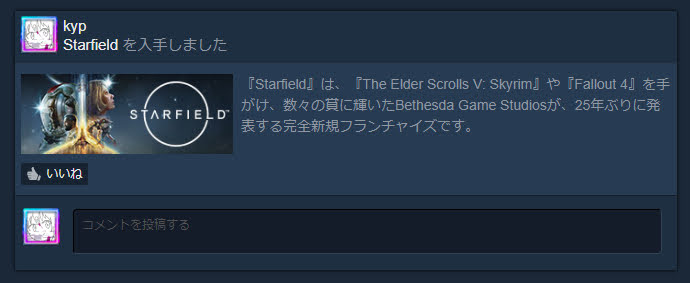 kyp
Starfield を入手しました
STARFIELD
『Starfield』は、『The Elder Scrolls V: Skyrim』や『Fallout 4』を手
がけ、数々の賞に輝いたBethesda Game Studiosが、25年ぶりに発
表する完全新規フランチャイズです。
いいね
コメントを投稿する